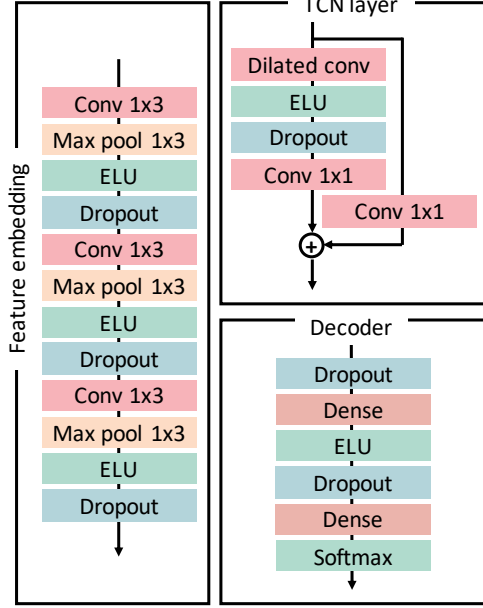 Feature embedding
Conv 1x3
Max pool 1x3
ELU
Dropout
Conv 1x3
Max pool 1x3
ELU
Dropout
Conv 1x3
Max pool 1x3
ELU
Dropout
TCN layer
Dilated conv
ELU
Dropout
Conv 1x1
Conv 1x1
+
Decoder
Dropout
Dense
ELU
Dropout
Dense
Softmax